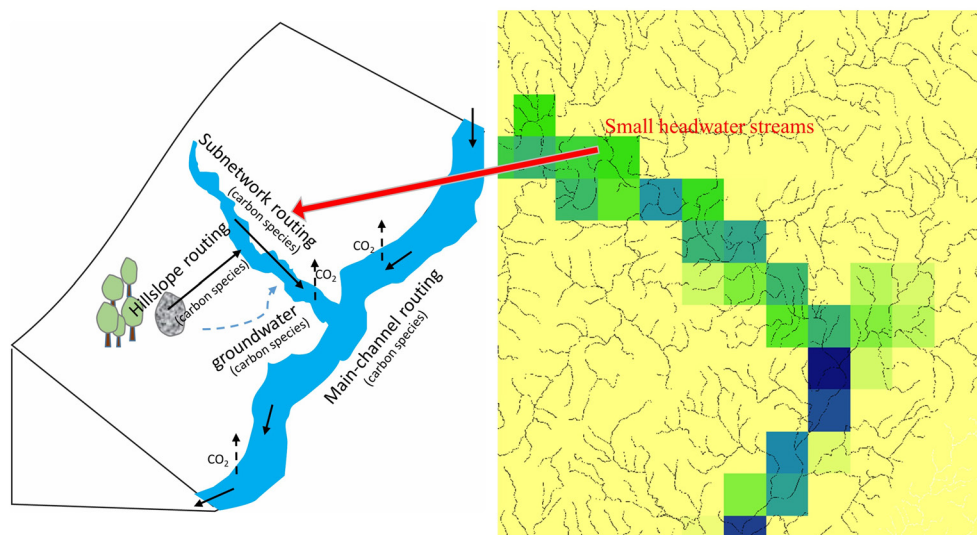 Small headwater streams
Subnetwork routing
(carbon species)
Hillslope routing
(carbon species)
groundwater
(carbon species)
Main-channel routing
(carbon species)
CO2
CO2
CO2